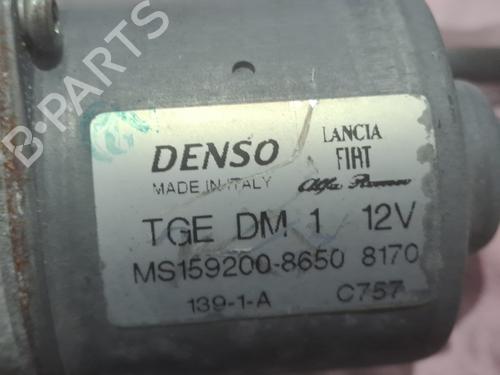 B-PARTS
DENSO
MADE IN ITALY
LANCIA
FIAT
Alfa Romeo
TGE DM 1 12V
MS159200-8650 8170
139-1-A C757